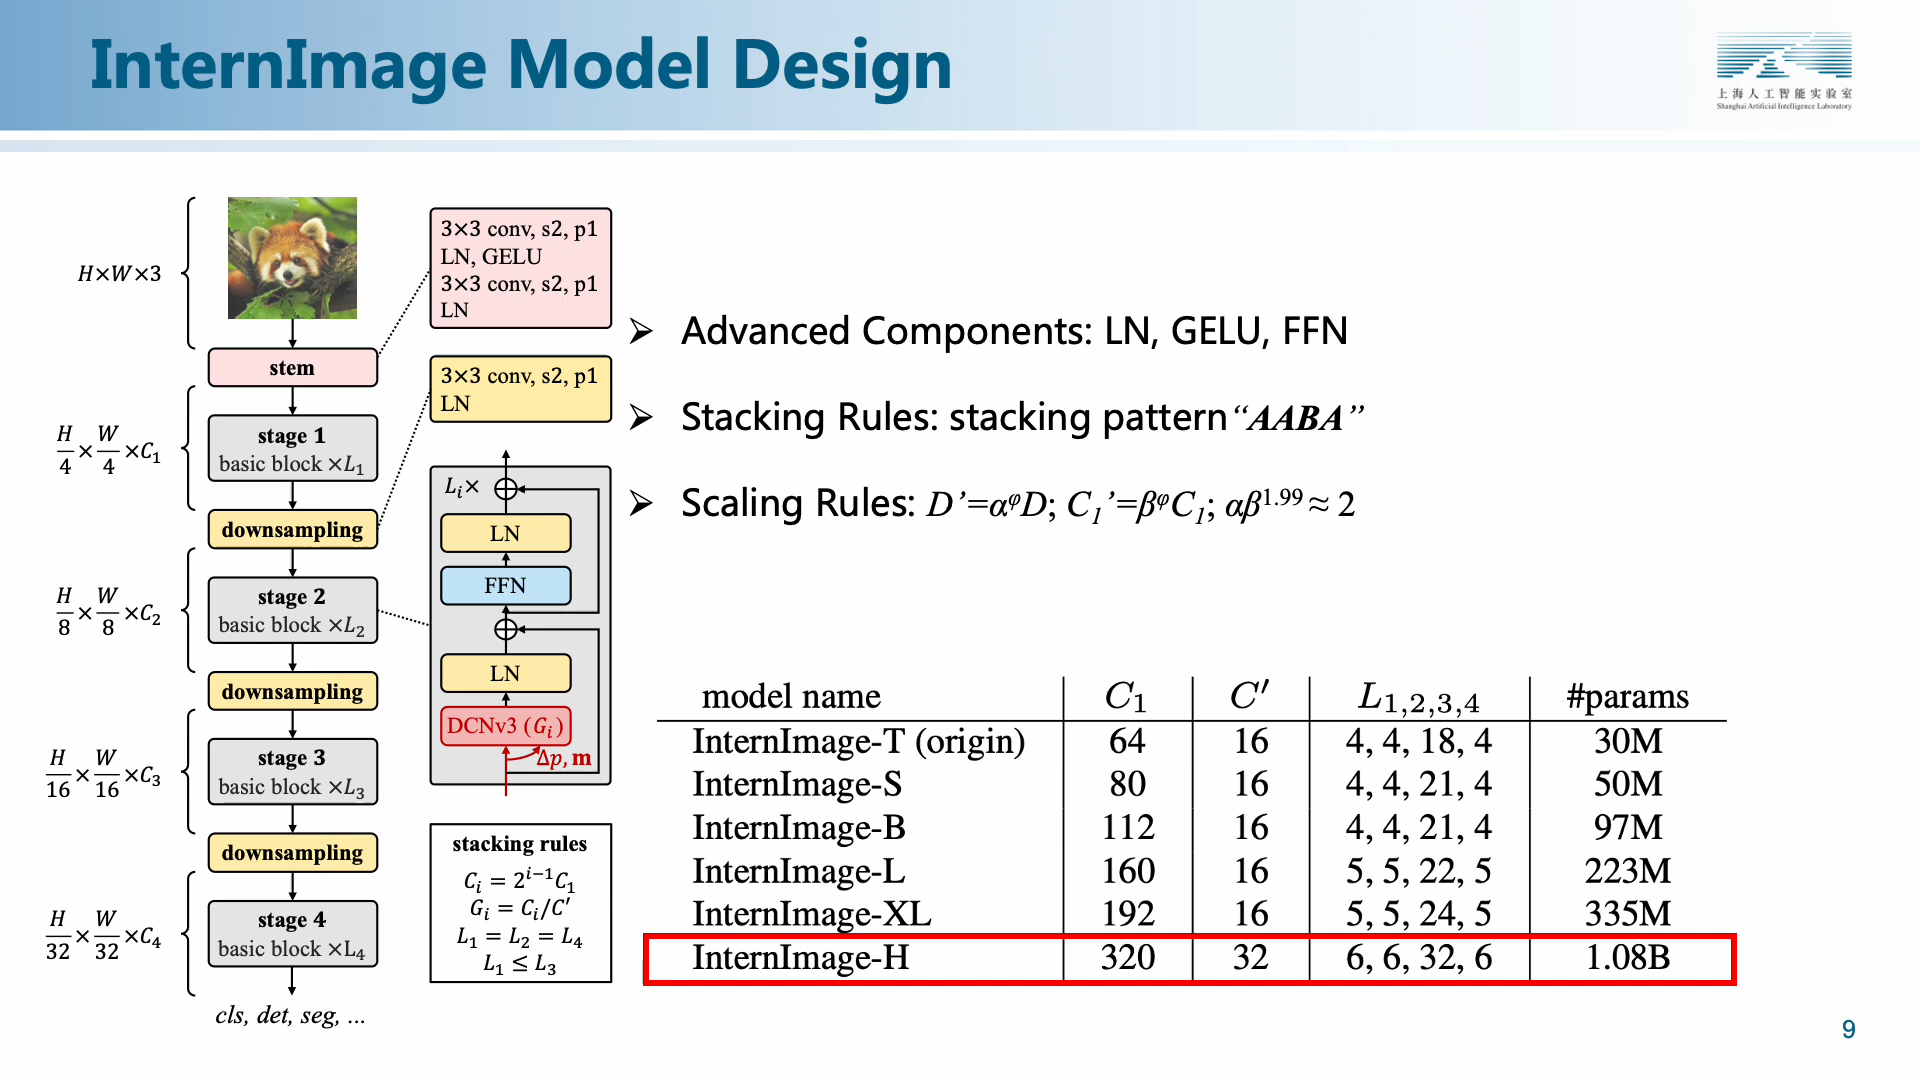 InternImage Model Design
上海人工智能实验室
Shanghai Artificial Intelligence Laboratory
H×W×3
stem
H/4×W/4×C₁
stage 1
basic block ×L₁
downsampling
H/8×W/8×C₂
stage 2
basic block ×L₂
downsampling
H/16×W/16×C₃
stage 3
basic block ×L₃
downsampling
H/32×W/32×C₄
stage 4
basic block ×L₄
cls, det, seg, ...
3×3 conv, s2, p1
LN, GELU
3×3 conv, s2, p1
LN
3×3 conv, s2, p1
LN
Lᵢ×
LN
FFN
LN
DCNv3 (Gᵢ)
Δp, m
stacking rules
Cᵢ = 2ⁱ⁻¹C₁
Gᵢ = Cᵢ/C′
L₁ = L₂ = L₄
L₁ ≤ L₃
➢ Advanced Components: LN, GELU, FFN
➢ Stacking Rules: stacking pattern “AABA”
➢ Scaling Rules: D’=αᵠD; C₁’=βᵠC₁; αβ¹·⁹⁹≈ 2
model name C₁ C′ L₁,₂,₃,₄ #params
InternImage-T (origin) 64 16 4, 4, 18, 4 30M
InternImage-S 80 16 4, 4, 21, 4 50M
InternImage-B 112 16 4, 4, 21, 4 97M
InternImage-L 160 16 5, 5, 22, 5 223M
InternImage-XL 192 16 5, 5, 24, 5 335M
InternImage-H 320 32 6, 6, 32, 6 1.08B
9